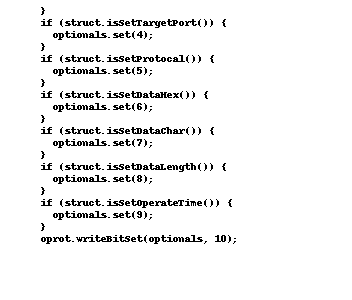 }
if (struct.isSetTargetPort()) {
optionals.set(4);
}
if (struct.isSetProtocal()) {
optionals.set(5);
}
if (struct.isSetDataHex()) {
optionals.set(6);
}
if (struct.isSetDataChar()) {
optionals.set(7);
}
if (struct.isSetDataLength()) {
optionals.set(8);
}
if (struct.isSetOperateTime()) {
optionals.set(9);
}
oprot.writeBitSet(optionals, 10);